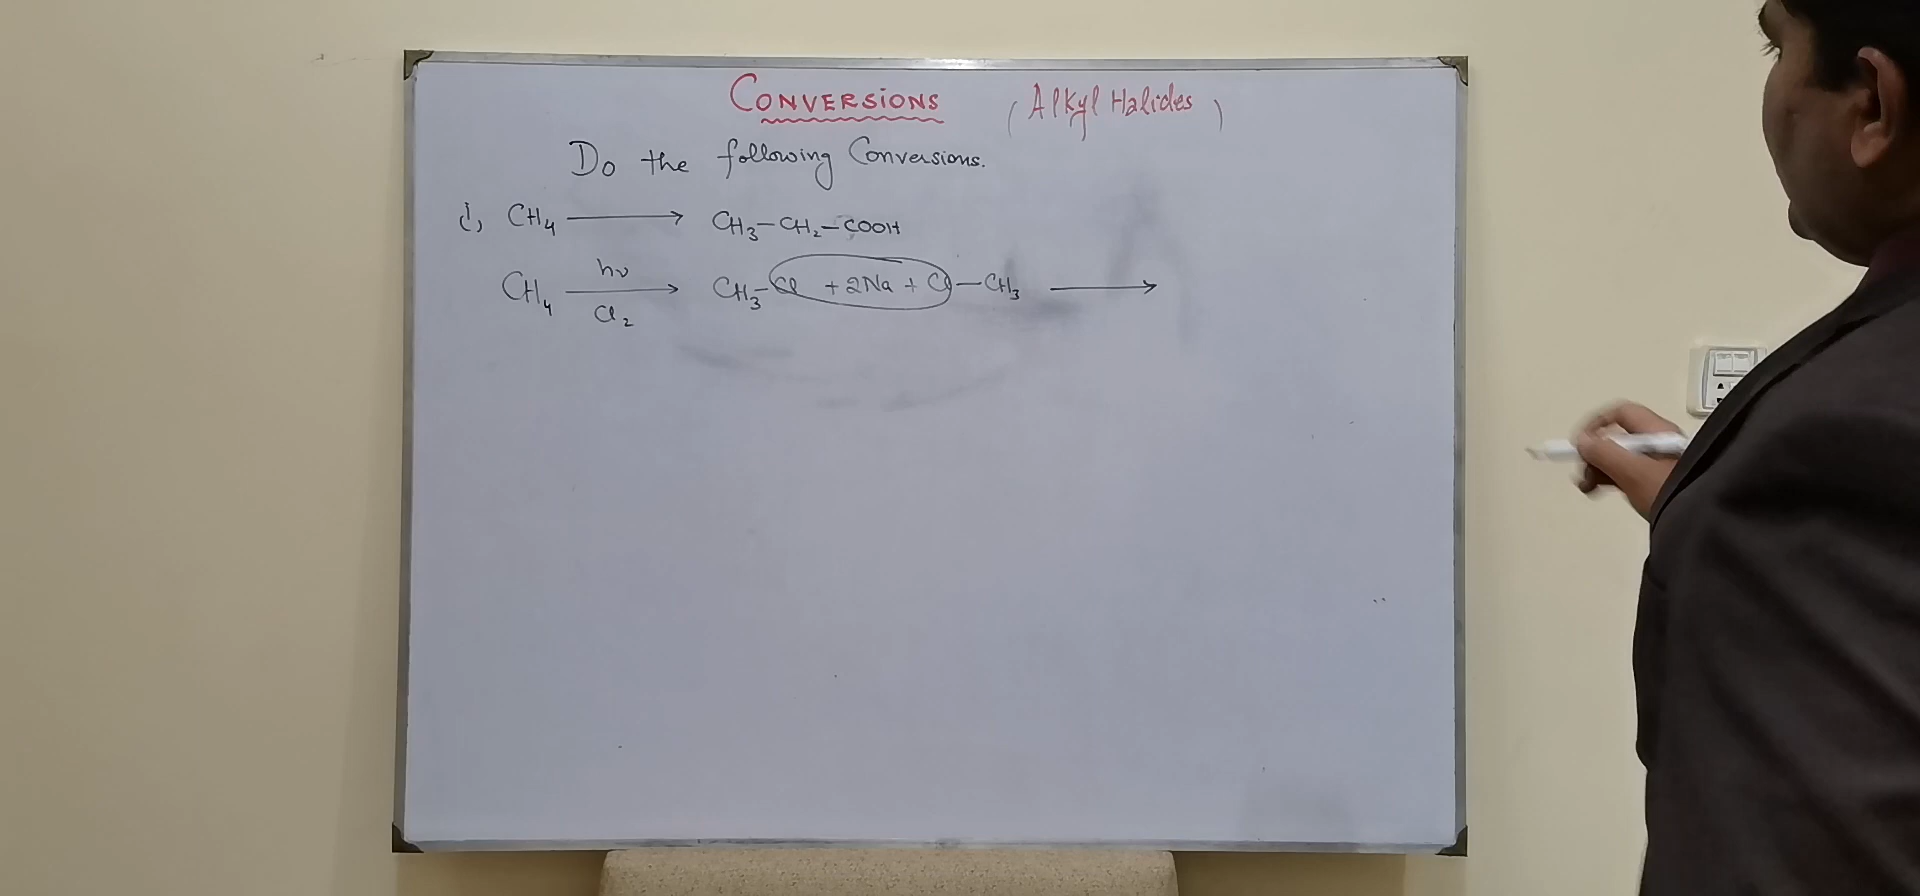 CONVERSIONS (Alkyl Halides)
Do the following Conversions.
i, CH₄ ⟶ CH₃–CH₂–COOH
CH₄ ⟶ hν Cl₂ CH₃–Cl + 2Na + Cl–CH₃ ⟶